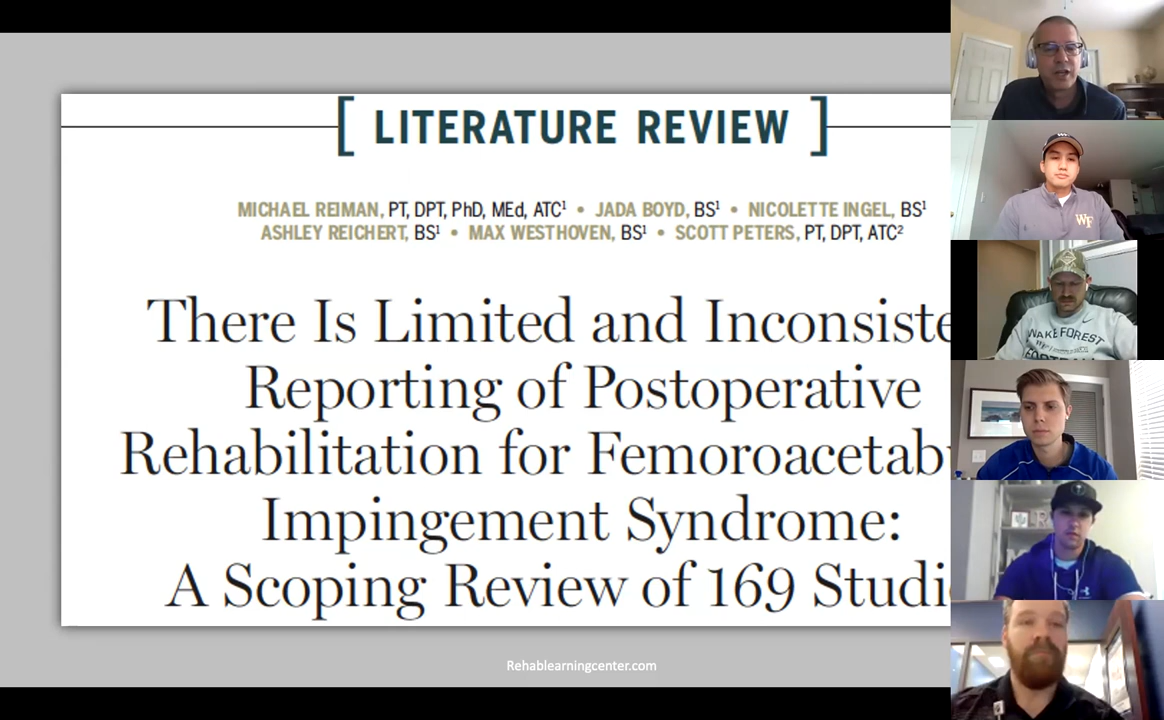 [ LITERATURE REVIEW ]
MICHAEL REIMAN, PT, DPT, PhD, MEd, ATC¹ • JADA BOYD, BS¹ • NICOLETTE INGEL, BS¹
ASHLEY REICHERT, BS¹ • MAX WESTHOVEN, BS¹ • SCOTT PETERS, PT, DPT, ATC²
There Is Limited and Inconsiste
Reporting of Postoperative
Rehabilitation for Femoroacetab
Impingement Syndrome:
A Scoping Review of 169 Studi
Rehablearningcenter.com
WF
WAKE FOREST